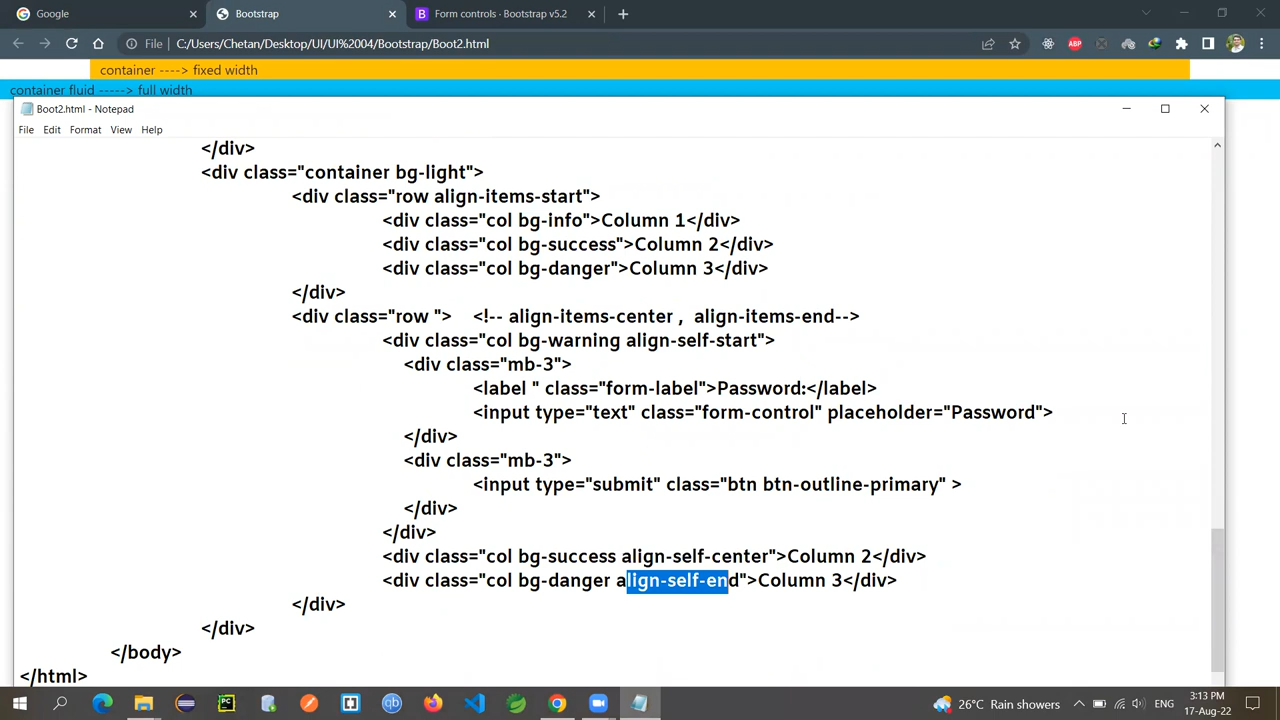 Google
Bootstrap
Form controls · Bootstrap v5.2
File
C:/Users/Chetan/Desktop/UI/UI%2004/Bootstrap/Boot2.html
ABP
container ----> fixed width
container fluid -----> full width
Boot2.html - Notepad
File Edit Format View Help
</div>
<div class="container bg-light">
<div class="row align-items-start">
<div class="col bg-info">Column 1</div>
<div class="col bg-success">Column 2</div>
<div class="col bg-danger">Column 3</div>
</div>
<div class="row "> <!-- align-items-center , align-items-end-->
<div class="col bg-warning align-self-start">
<div class="mb-3">
<label " class="form-label">Password:</label>
<input type="text" class="form-control" placeholder="Password">
</div>
<div class="mb-3">
<input type="submit" class="btn btn-outline-primary" >
</div>
</div>
<div class="col bg-success align-self-center">Column 2</div>
<div class="col bg-danger align-self-end">Column 3</div>
</div>
</div>
</body>
</html>
PC
qb
26°C Rain showers
ENG
3:13 PM
17-Aug-22